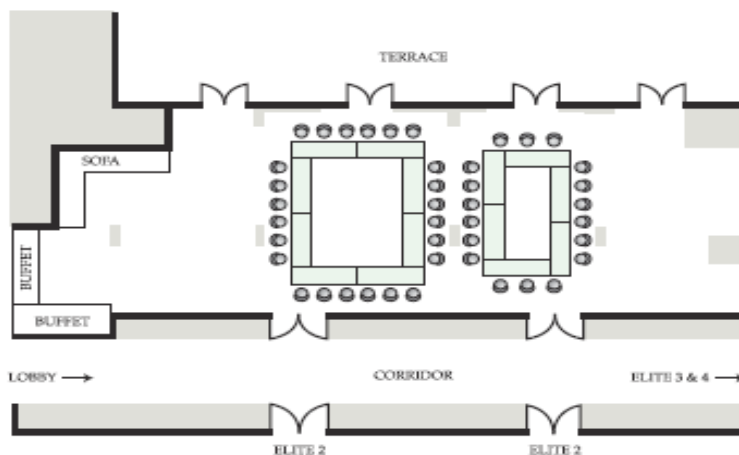 TERRACE
SOFA
BUFFET
BUFFET
LOBBY
CORRIDOR
ELITE 3 & 4
ELITE 2
ELITE 2